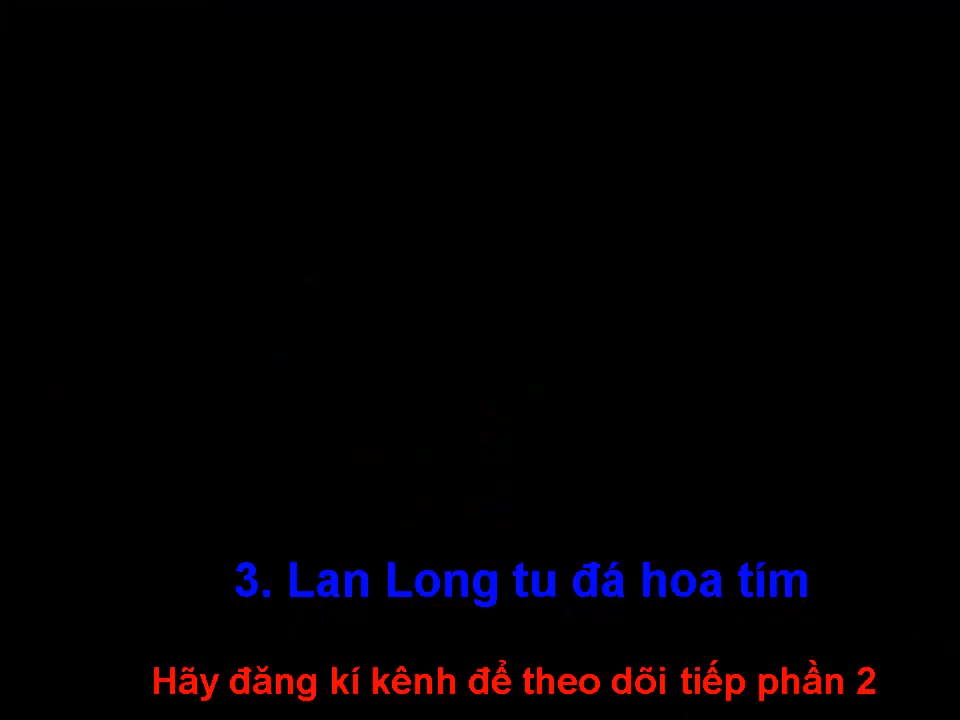 3. Lan Long tu đá hoa tím
Hãy đăng kí kênh để theo dõi tiếp phần 2